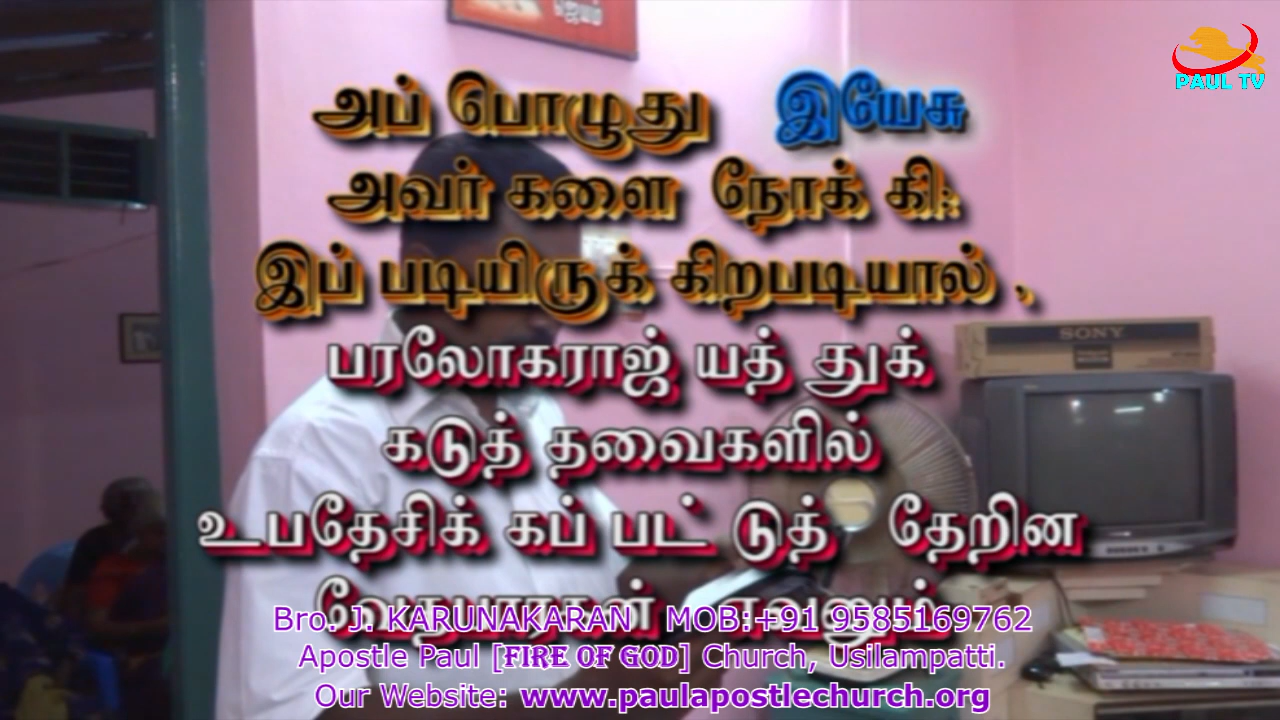 ஜெயம்
PAUL TV
அப் பொழுது இயேசு
அவர் களை நோக் கி:
இப் படியிருக் கிறபடியால் ,
பரலோகராஜ் யத் துக்
கடுத் தவைகளில்
உபதேசிக் கப் பட் டுத் தேறின
SONY
Bro. J. KARUNAKARAN MOB:+91 9585169762
Apostle Paul [FIRE OF GOD] Church, Usilampatti.
Our Website: www.paulapostlechurch.org